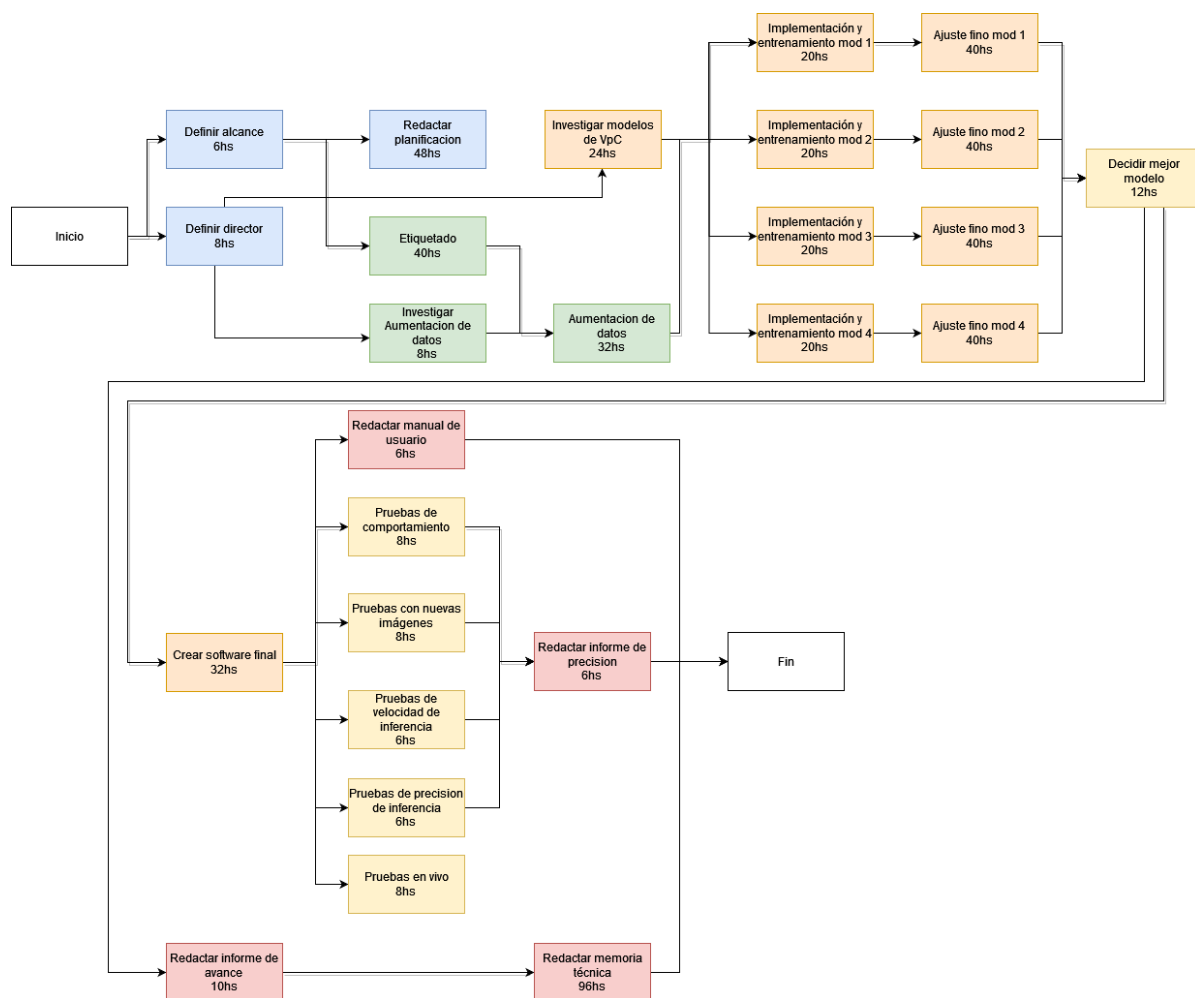 Inicio
Definir alcance
6hs
Definir director
8hs
Redactar
planificacion
48hs
Etiquetado
40hs
Investigar
Aumentacion de
datos
8hs
Investigar modelos
de VpC
24hs
Aumentacion de
datos
32hs
Implementación y
entrenamiento mod 1
20hs
Ajuste fino mod 1
40hs
Implementación y
entrenamiento mod 2
20hs
Ajuste fino mod 2
40hs
Implementación y
entrenamiento mod 3
20hs
Ajuste fino mod 3
40hs
Implementación y
entrenamiento mod 4
20hs
Ajuste fino mod 4
40hs
Decidir mejor
modelo
12hs
Crear software final
32hs
Redactar manual de
usuario
6hs
Pruebas de
comportamiento
8hs
Pruebas con nuevas
imágenes
8hs
Pruebas de
velocidad de
inferencia
6hs
Pruebas de precision
de inferencia
6hs
Pruebas en vivo
8hs
Redactar informe de
precision
6hs
Fin
Redactar informe de
avance
10hs
Redactar memoria
técnica
96hs